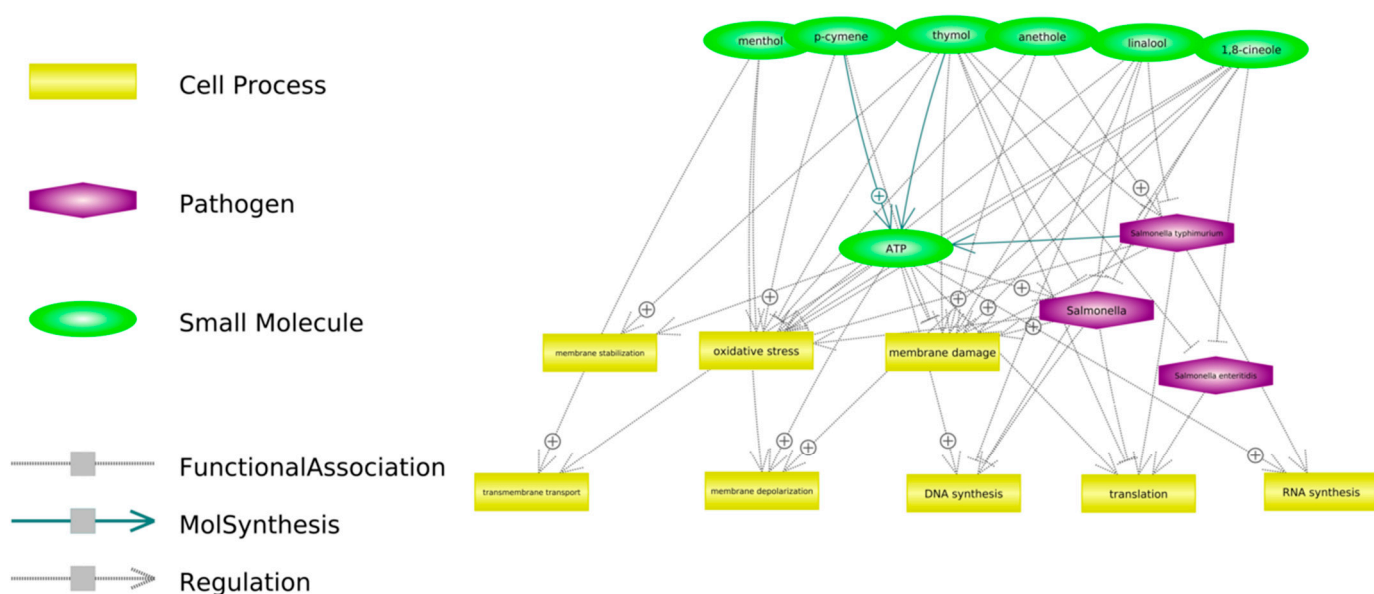 menthol
p-cymene
thymol
anethole
linalool
1,8-cineole
Cell Process
Pathogen
Small Molecule
FunctionalAssociation
MolSynthesis
Regulation
+
+
Salmonella typhimurium
ATP
+
+
+
+
+
+
Salmonella
membrane stabilization
oxidative stress
membrane damage
Salmonella enteritidis
+
+
+
+
+
transmembrane transport
membrane depolarization
DNA synthesis
translation
RNA synthesis